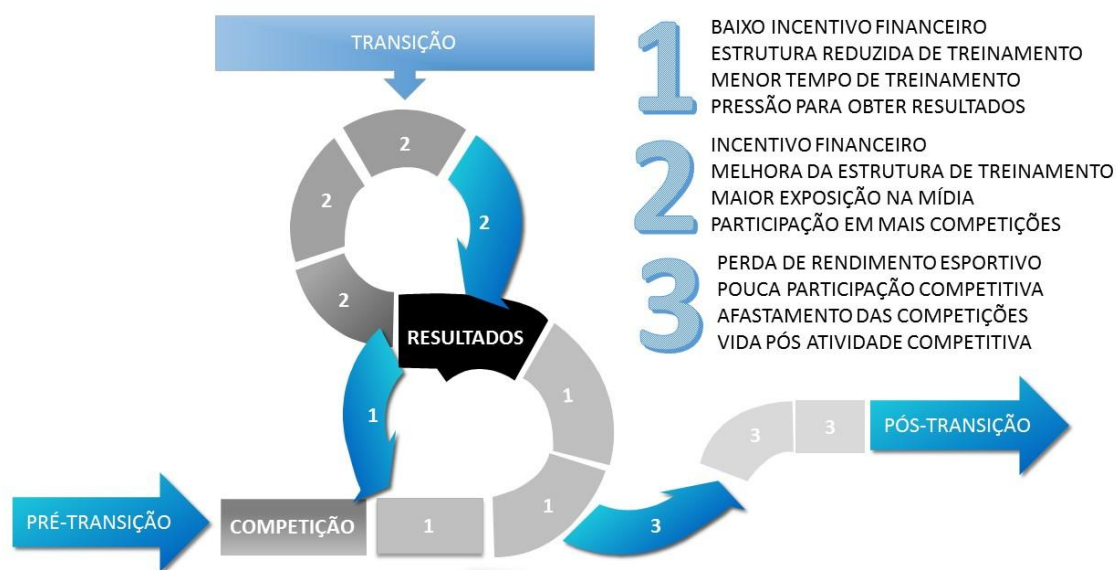 TRANSIÇÃO
1
BAIXO INCENTIVO FINANCEIRO
ESTRUTURA REDUZIDA DE TREINAMENTO
MENOR TEMPO DE TREINAMENTO
PRESSÃO PARA OBTER RESULTADOS
2
INCENTIVO FINANCEIRO
MELHORA DA ESTRUTURA DE TREINAMENTO
MAIOR EXPOSIÇÃO NA MÍDIA
PARTICIPAÇÃO EM MAIS COMPETIÇÕES
3
PERDA DE RENDIMENTO ESPORTIVO
POUCA PARTICIPAÇÃO COMPETITIVA
AFASTAMENTO DAS COMPETIÇÕES
VIDA PÓS ATIVIDADE COMPETITIVA
2
2
2
2
RESULTADOS
1
1
3
3
PÓS-TRANSIÇÃO
PRÉ-TRANSIÇÃO
COMPETIÇÃO
1
1
3